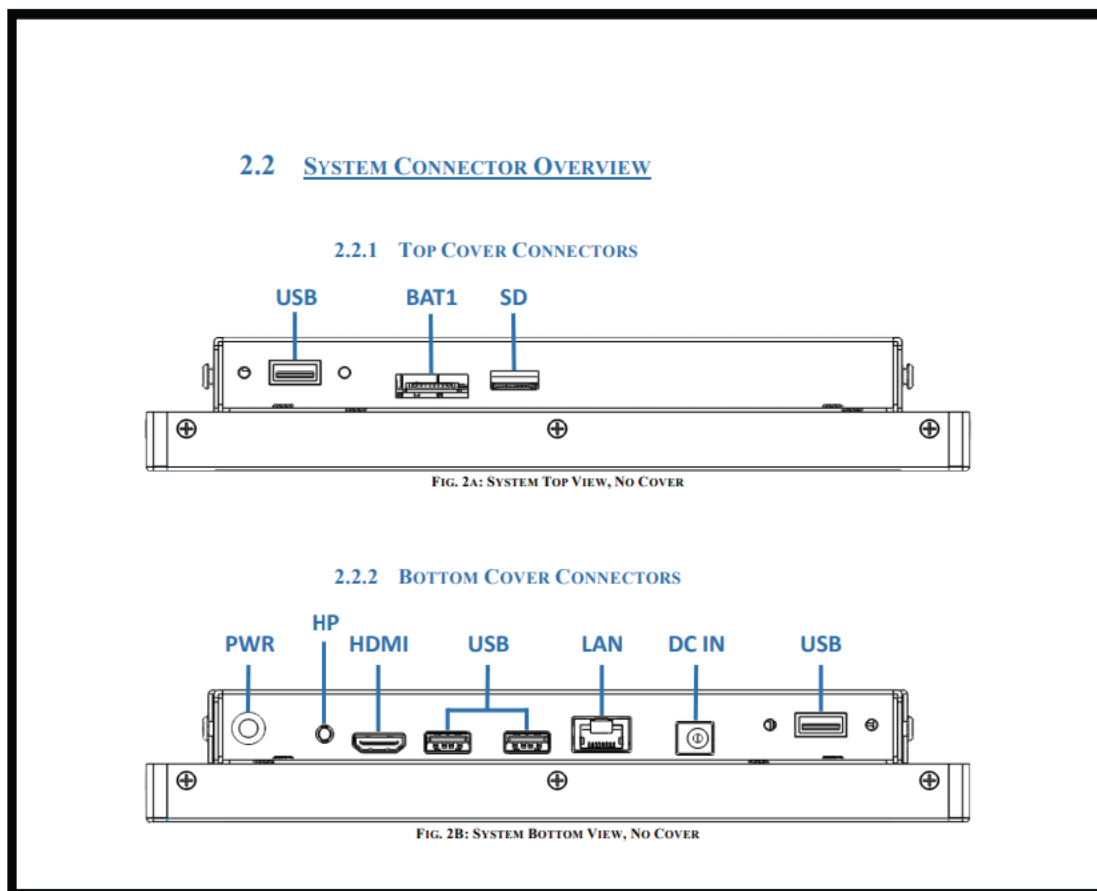 2.2 SYSTEM CONNECTOR OVERVIEW
2.2.1 TOP COVER CONNECTORS
USB BAT1 SD
FIG. 2A: SYSTEM TOP VIEW, NO COVER
2.2.2 BOTTOM COVER CONNECTORS
PWR HP HDMI USB LAN DC IN USB
FIG. 2B: SYSTEM BOTTOM VIEW, NO COVER